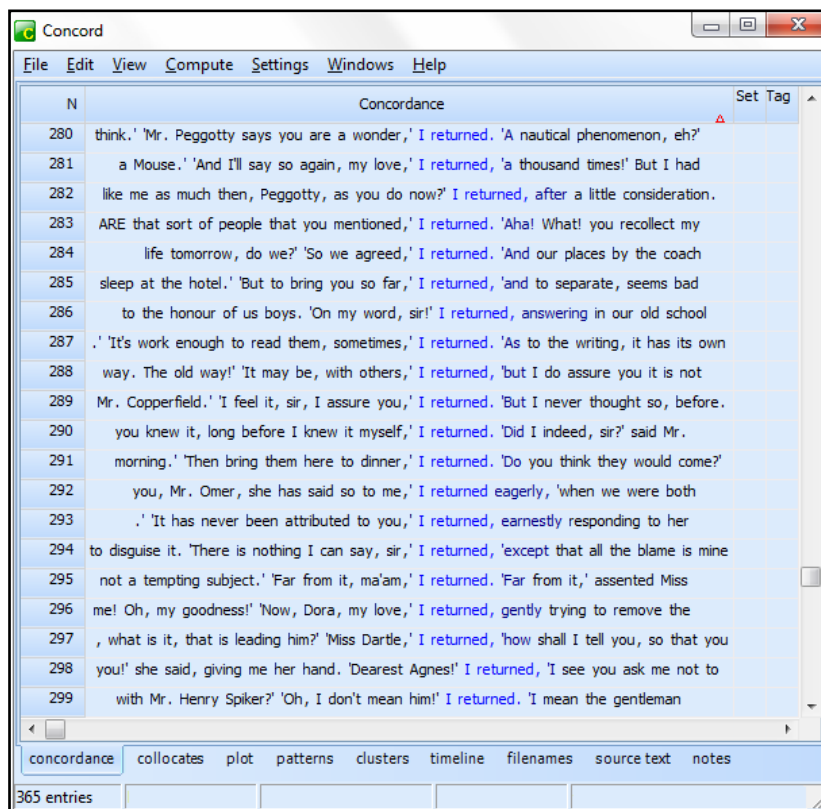 Concord
File Edit View Compute Settings Windows Help
N Concordance Set Tag
280 think.' 'Mr. Peggotty says you are a wonder,' I returned. 'A nautical phenomenon, eh?'
281 a Mouse.' 'And I'll say so again, my love,' I returned, 'a thousand times!' But I had
282 like me as much then, Peggotty, as you do now?' I returned, after a little consideration.
283 ARE that sort of people that you mentioned,' I returned. 'Aha! What! you recollect my
284 life tomorrow, do we?' 'So we agreed,' I returned. 'And our places by the coach
285 sleep at the hotel.' 'But to bring you so far,' I returned, 'and to separate, seems bad
286 to the honour of us boys. 'On my word, sir!' I returned, answering in our old school
287 .' 'It's work enough to read them, sometimes,' I returned. 'As to the writing, it has its own
288 way. The old way!' 'It may be, with others,' I returned, 'but I do assure you it is not
289 Mr. Copperfield.' 'I feel it, sir, I assure you,' I returned. 'But I never thought so, before.
290 you knew it, long before I knew it myself,' I returned. 'Did I indeed, sir?' said Mr.
291 morning.' 'Then bring them here to dinner,' I returned. 'Do you think they would come?'
292 you, Mr. Omer, she has said so to me,' I returned eagerly, 'when we were both
293 .' 'It has never been attributed to you,' I returned, earnestly responding to her
294 to disguise it. 'There is nothing I can say, sir,' I returned, 'except that all the blame is mine
295 not a tempting subject.' 'Far from it, ma'am,' I returned. 'Far from it,' assented Miss
296 me! Oh, my goodness!' 'Now, Dora, my love,' I returned, gently trying to remove the
297 , what is it, that is leading him?' 'Miss Dartle,' I returned, 'how shall I tell you, so that you
298 you!' she said, giving me her hand. 'Dearest Agnes!' I returned, 'I see you ask me not to
299 with Mr. Henry Spiker?' 'Oh, I don't mean him!' I returned. 'I mean the gentleman
concordance collocates plot patterns clusters timeline filenames source text notes
365 entries